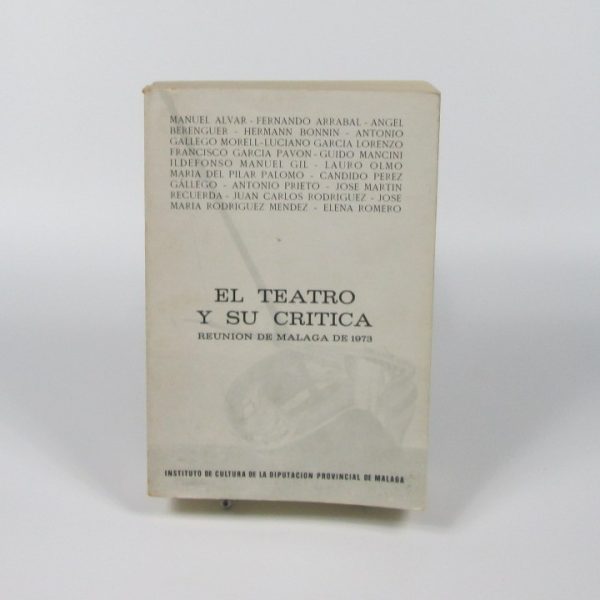 MANUEL ALVAR - FERNANDO ARRABAL - ANGEL
BERENGUER - HERMANN BONNIN - ANTONIO
GALLEGO MORELL - LUCIANO GARCIA LORENZO
FRANCISCO GARCIA PAVON - GUIDO MANCINI
ILDEFONSO MANUEL GIL - LAURO OLMO
MARIA DEL PILAR PALOMO - CANDIDO PEREZ
GALLEGO - ANTONIO PRIETO - JOSE MARTIN
RECUERDA - JUAN CARLOS RODRIGUEZ - JOSE
MARIA RODRIGUEZ MENDEZ - ELENA ROMERO
EL TEATRO
Y SU CRITICA
REUNION DE MALAGA DE 1973
INSTITUTO DE CULTURA DE LA DIPUTACION PROVINCIAL DE MALAGA